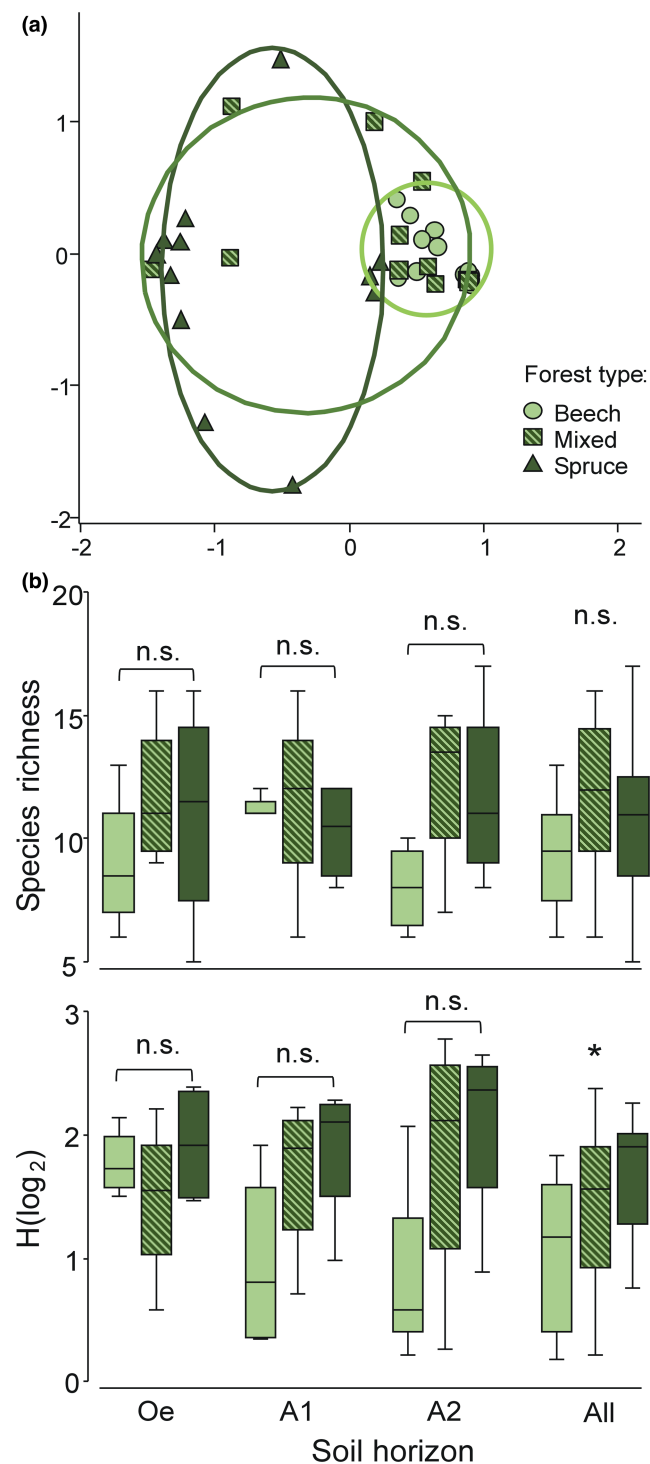 (a)
1
0
-1
-2
-2 -1 0 1 2
Forest type:
Beech
Mixed
Spruce
(b)
20
15
10
5
Species richness
n.s. n.s. n.s. n.s.
3
2
1
0
H(log2)
n.s. n.s. n.s. *
Oe A1 A2 All
Soil horizon